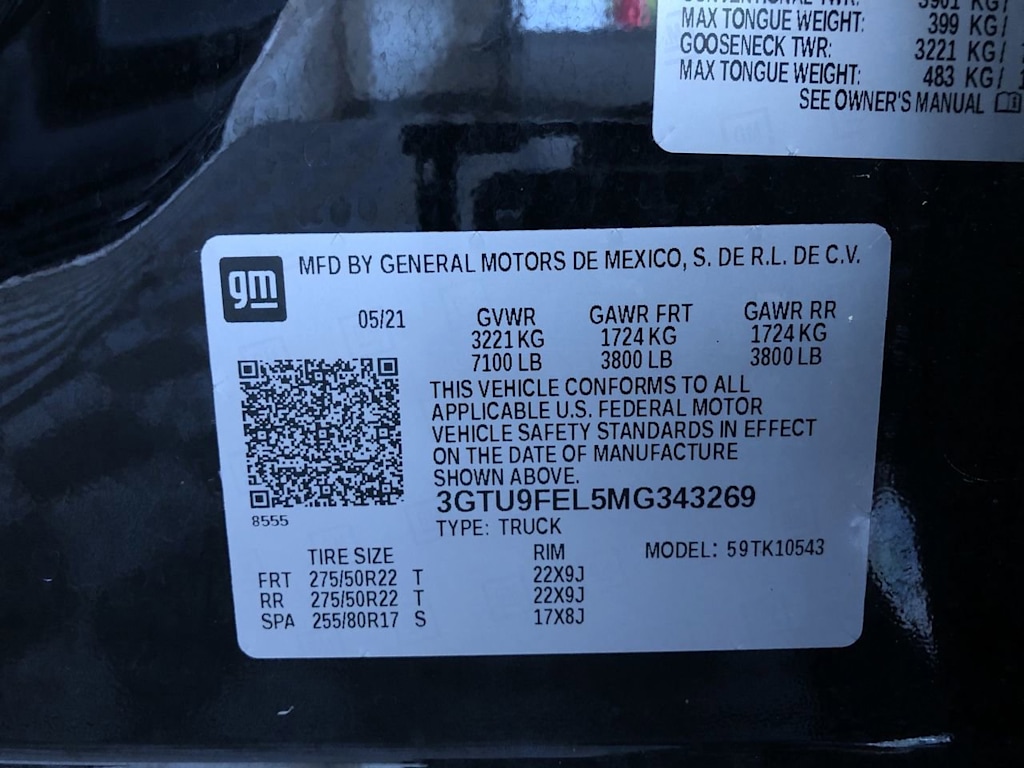 MAX TONGUE WEIGHT: 399 KG/
GOOSENECK TWR: 3221 KG/
MAX TONGUE WEIGHT: 483 KG/
SEE OWNER'S MANUAL
gm
MFD BY GENERAL MOTORS DE MEXICO, S. DE R.L. DE C.V.
05/21 GVWR GAWR FRT GAWR RR
3221 KG 1724 KG 1724 KG
7100 LB 3800 LB 3800 LB
THIS VEHICLE CONFORMS TO ALL
APPLICABLE U.S. FEDERAL MOTOR
VEHICLE SAFETY STANDARDS IN EFFECT
ON THE DATE OF MANUFACTURE
SHOWN ABOVE.
3GTU9FEL5MG343269
8555
TYPE: TRUCK
TIRE SIZE RIM MODEL: 59TK10543
FRT 275/50R22 T 22X9J
RR 275/50R22 T 22X9J
SPA 255/80R17 S 17X8J